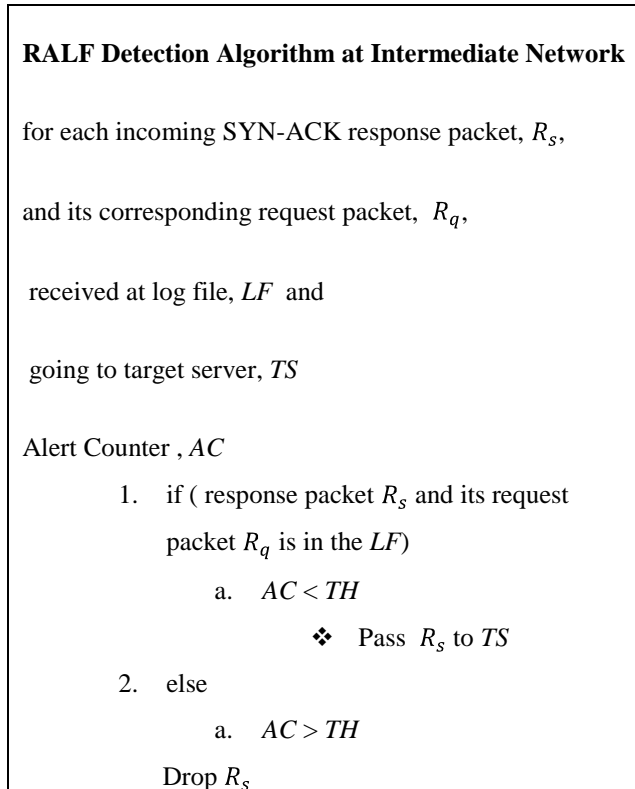 RALF Detection Algorithm at Intermediate Network
for each incoming SYN-ACK response packet, Rₛ,
and its corresponding request packet, R_q,
received at log file, LF and
going to target server, TS
Alert Counter , AC
1. if ( response packet Rₛ and its request
packet R_q is in the LF)
a. AC < TH
❖ Pass Rₛ to TS
2. else
a. AC > TH
Drop Rₛ